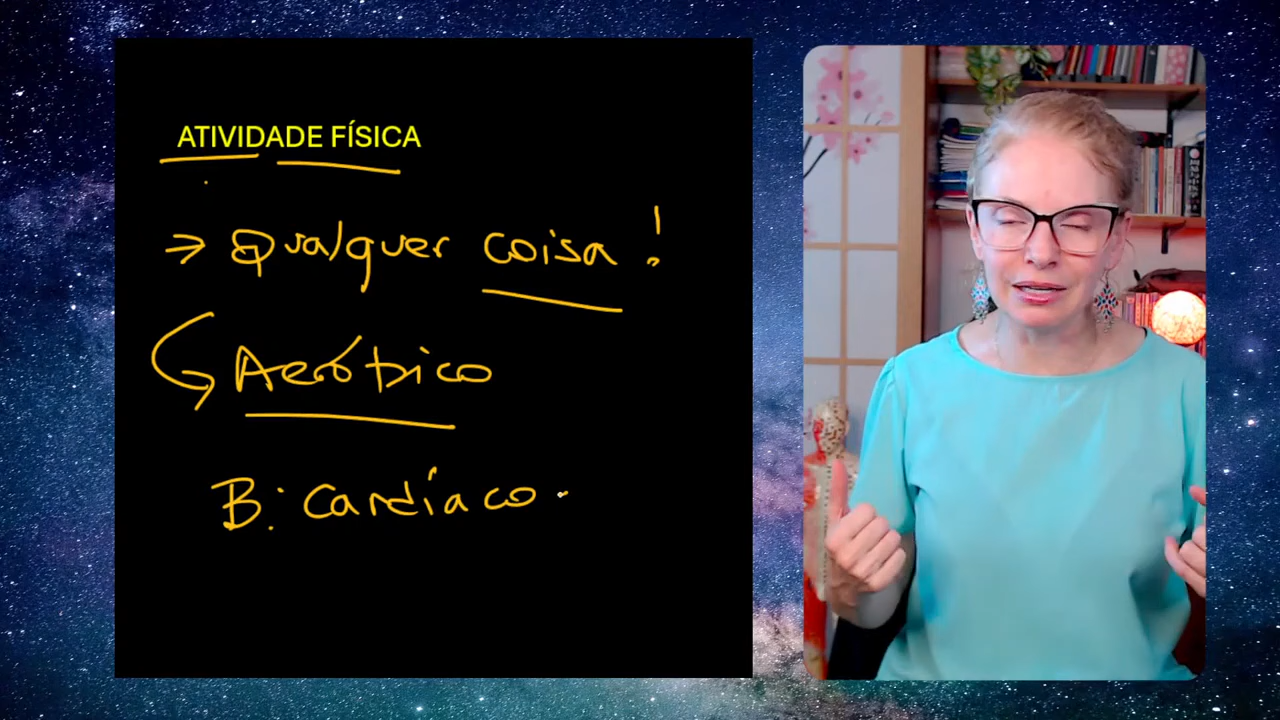 ATIVIDADE FÍSICA
→ Qualquer coisa !
Aeróbico
B: Cardíaco